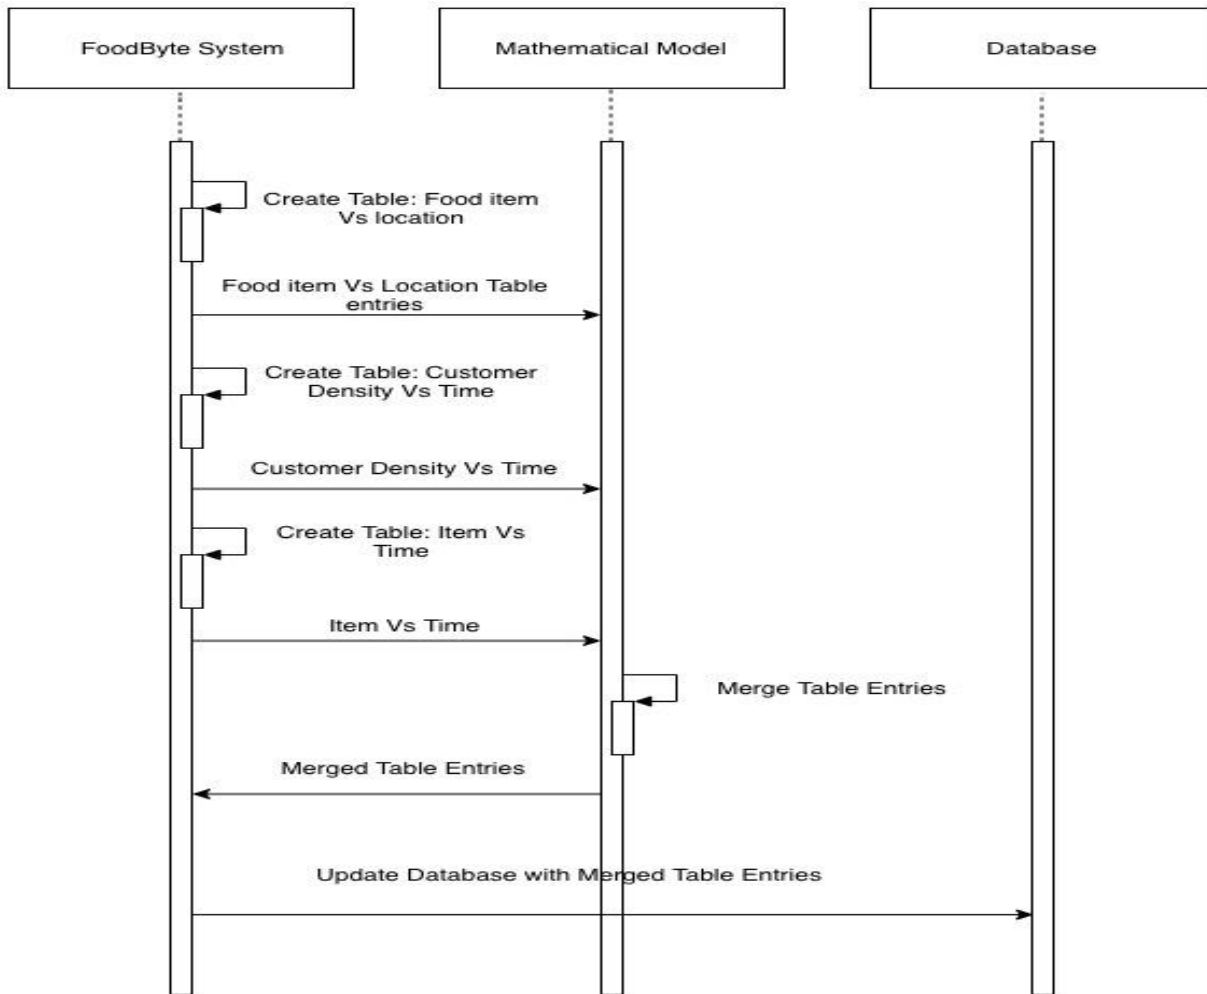 FoodByte System
Mathematical Model
Database
Create Table: Food item
Vs location
Food item Vs Location Table
entries
Create Table: Customer
Density Vs Time
Customer Density Vs Time
Create Table: Item Vs
Time
Item Vs Time
Merge Table Entries
Merged Table Entries
Update Database with Merged Table Entries